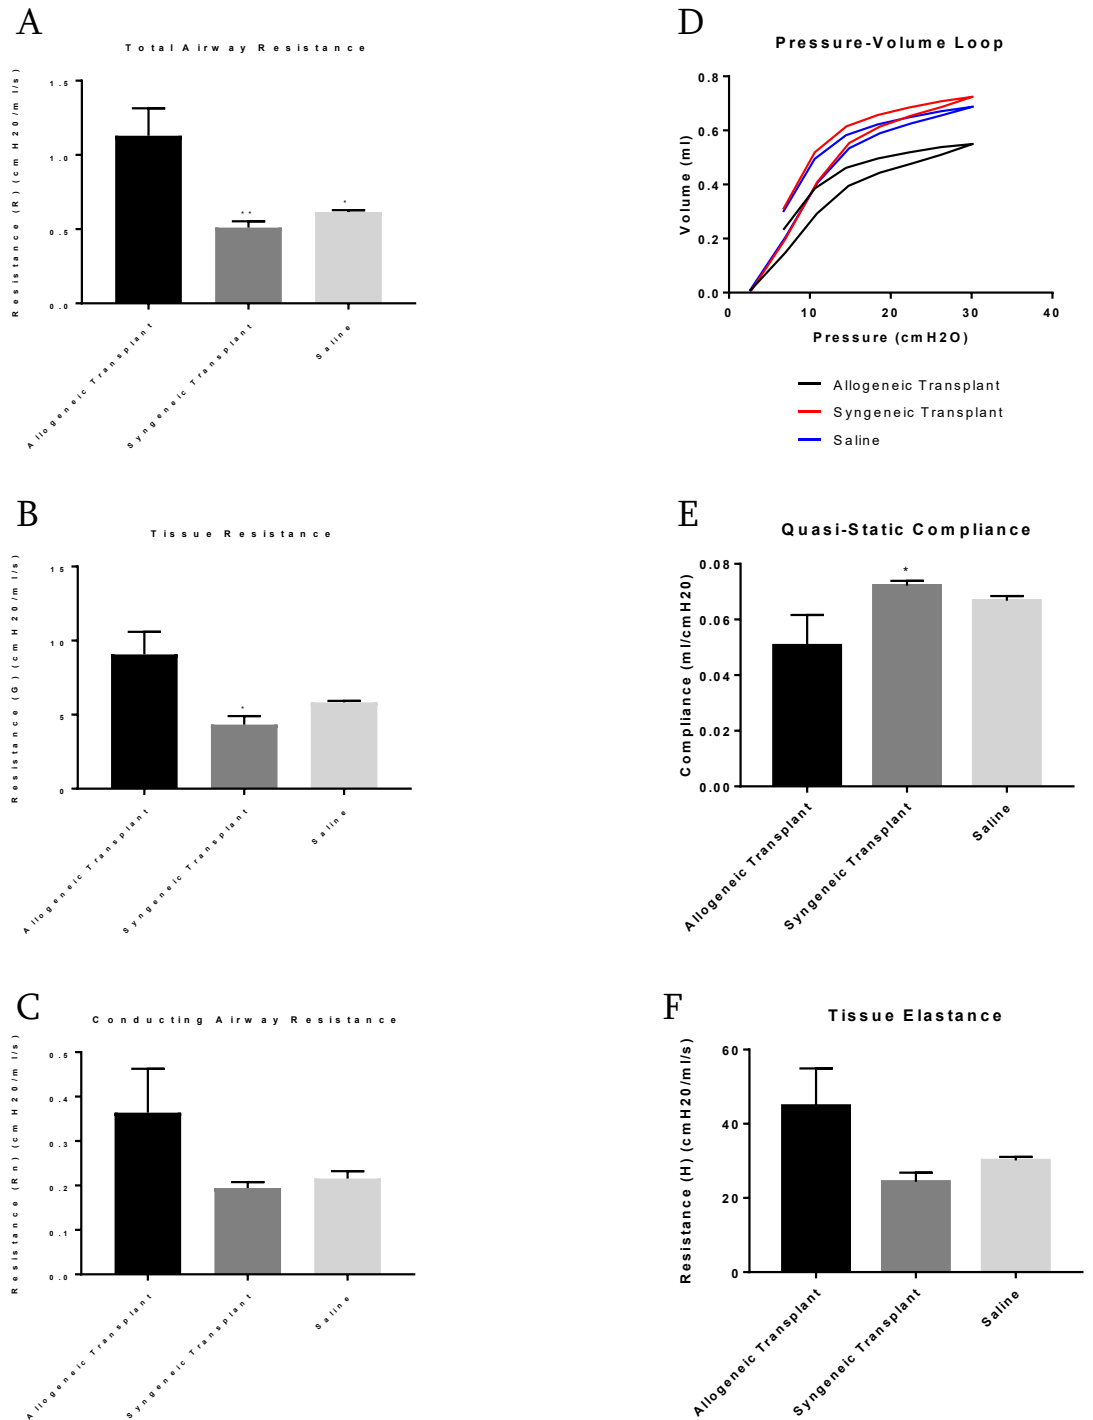 A
Total Airway Resistance
Resistance (R) (cmH20/ml/s)
1.5
1.0
0.5
0.0
**
*
Allogeneic Transplant
Syngeneic Transplant
Saline
B
Tissue Resistance
Resistance (G) (cmH20/ml/s)
15
10
5
0
*
Allogeneic Transplant
Syngeneic Transplant
Saline
C
Conducting Airway Resistance
Resistance (Rn) (cmH20/ml/s)
0.5
0.4
0.3
0.2
0.1
0.0
Allogeneic Transplant
Syngeneic Transplant
Saline
D
Pressure-Volume Loop
Volume (ml)
0.8
0.6
0.4
0.2
0.0
0 10 20 30 40
Pressure (cmH2O)
Allogeneic Transplant
Syngeneic Transplant
Saline
E
Quasi-Static Compliance
Compliance (ml/cmH20)
0.08
0.06
0.04
0.02
0.00
*
Allogeneic Transplant
Syngeneic Transplant
Saline
F
Tissue Elastance
Resistance (H) (cmH20/ml/s)
60
40
20
0
Allogeneic Transplant
Syngeneic Transplant
Saline